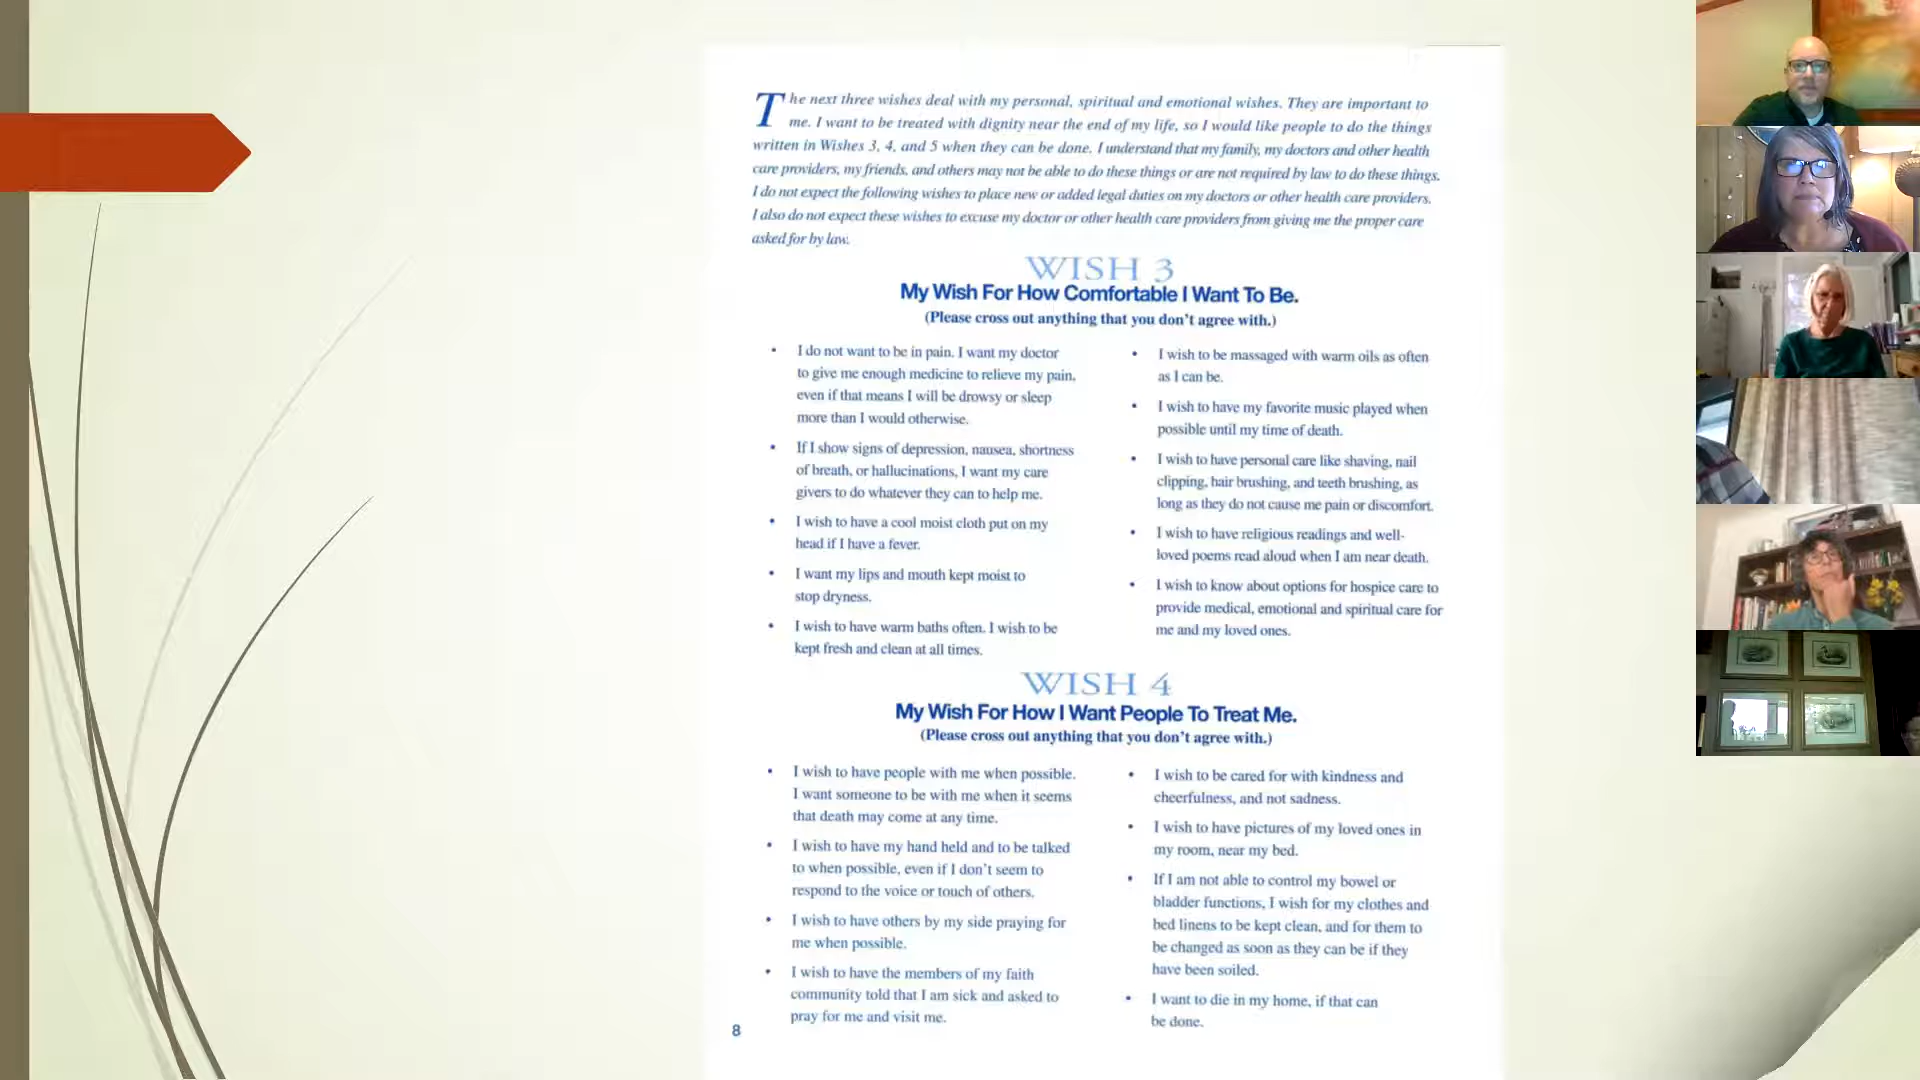 The next three wishes deal with my personal, spiritual and emotional wishes. They are important to
me. I want to be treated with dignity near the end of my life, so I would like people to do the things
written in Wishes 3, 4, and 5 when they can be done. I understand that my family, my doctors and other health
care providers, my friends, and others may not be able to do these things or are not required by law to do these things.
I do not expect the following wishes to place new or added legal duties on my doctors or other health care providers.
I also do not expect these wishes to excuse my doctor or other health care providers from giving me the proper care
asked for by law.
WISH 3
My Wish For How Comfortable I Want To Be.
(Please cross out anything that you don't agree with.)
• I do not want to be in pain. I want my doctor
to give me enough medicine to relieve my pain,
even if that means I will be drowsy or sleep
more than I would otherwise.
• If I show signs of depression, nausea, shortness
of breath, or hallucinations, I want my care
givers to do whatever they can to help me.
• I wish to have a cool moist cloth put on my
head if I have a fever.
• I want my lips and mouth kept moist to
stop dryness.
• I wish to have warm baths often. I wish to be
kept fresh and clean at all times.
• I wish to be massaged with warm oils as often
as I can be.
• I wish to have my favorite music played when
possible until my time of death.
• I wish to have personal care like shaving, nail
clipping, hair brushing, and teeth brushing, as
long as they do not cause me pain or discomfort.
• I wish to have religious readings and well-
loved poems read aloud when I am near death.
• I wish to know about options for hospice care to
provide medical, emotional and spiritual care for
me and my loved ones.
WISH 4
My Wish For How I Want People To Treat Me.
(Please cross out anything that you don't agree with.)
• I wish to have people with me when possible.
I want someone to be with me when it seems
that death may come at any time.
• I wish to have my hand held and to be talked
to when possible, even if I don't seem to
respond to the voice or touch of others.
• I wish to have others by my side praying for
me when possible.
• I wish to have the members of my faith
community told that I am sick and asked to
pray for me and visit me.
• I wish to be cared for with kindness and
cheerfulness, and not sadness.
• I wish to have pictures of my loved ones in
my room, near my bed.
• If I am not able to control my bowel or
bladder functions, I wish for my clothes and
bed linens to be kept clean, and for them to
be changed as soon as they can be if they
have been soiled.
• I want to die in my home, if that can
be done.
8